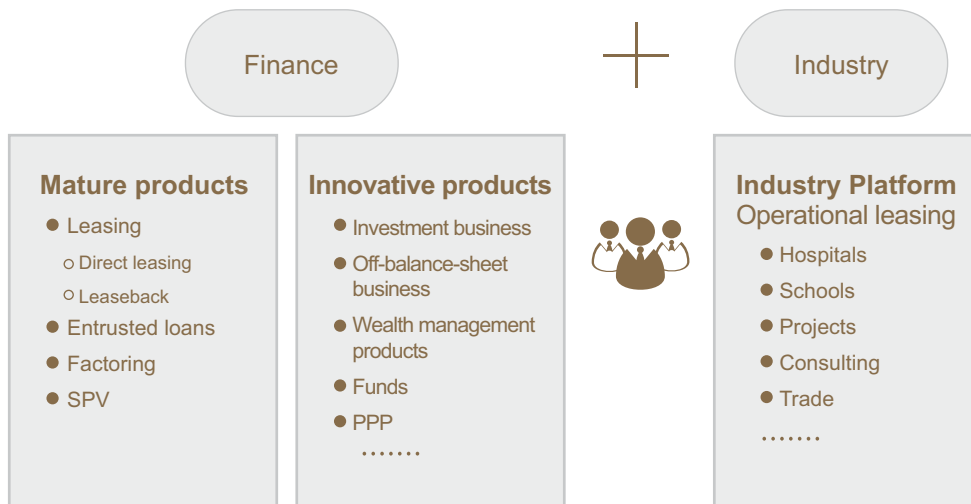 Finance
Industry
Mature products
● Leasing
○ Direct leasing
○ Leaseback
● Entrusted loans
● Factoring
● SPV
Innovative products
● Investment business
● Off-balance-sheet
business
● Wealth management
products
● Funds
● PPP
.......
Industry Platform
Operational leasing
● Hospitals
● Schools
● Projects
● Consulting
● Trade
.......